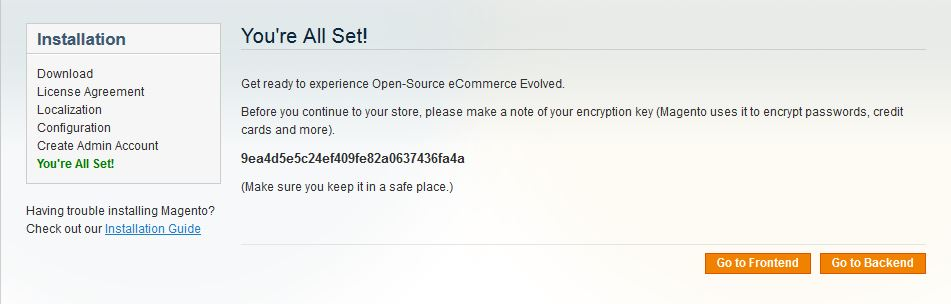 Installation
Download
License Agreement
Localization
Configuration
Create Admin Account
You're All Set!
Having trouble installing Magento?
Check out our Installation Guide
You're All Set!
Get ready to experience Open-Source eCommerce Evolved.
Before you continue to your store, please make a note of your encryption key (Magento uses it to encrypt passwords, credit
cards and more).
9ea4d5e5c24ef409fe82a0637436fa4a
(Make sure you keep it in a safe place.)
Go to Frontend
Go to Backend